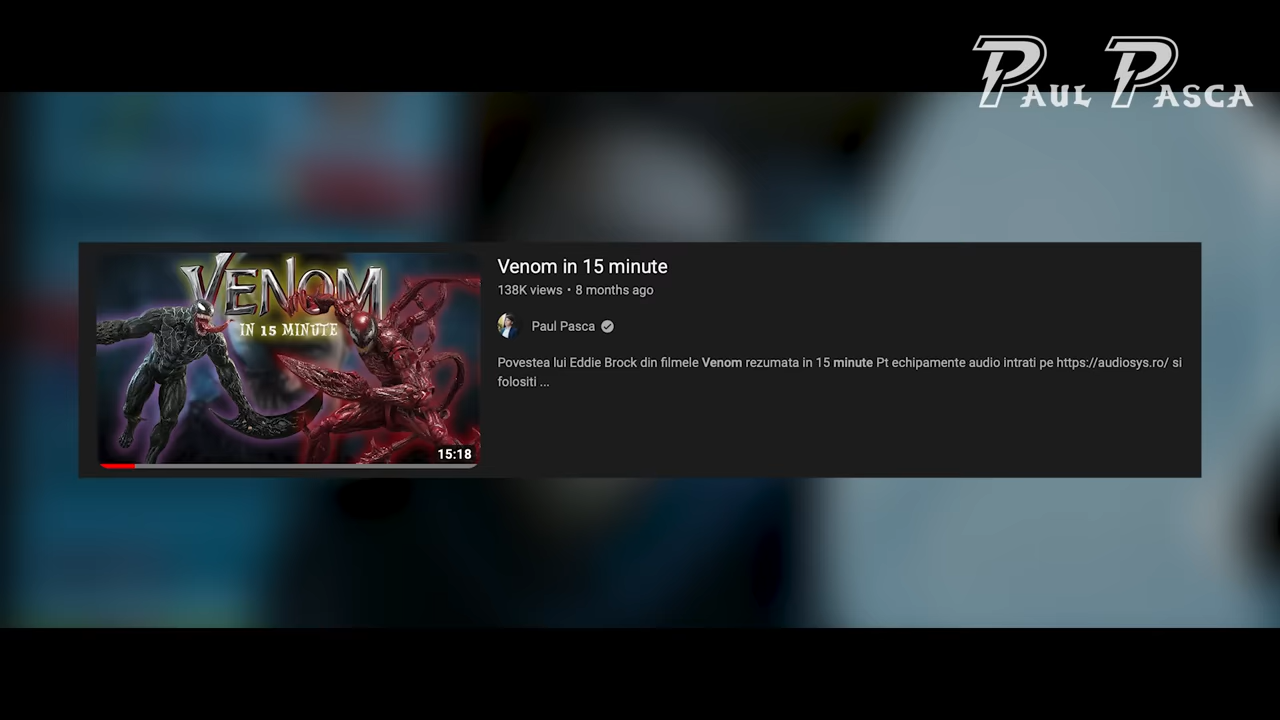 PAUL PASCA
VENOM
IN 15 MINUTE
15:18
Venom in 15 minute
138K views • 8 months ago
Paul Pasca
Povestea lui Eddie Brock din filmele Venom rezumata in 15 minute Pt echipamente audio intrati pe https://audiosys.ro/ si
folositi ...